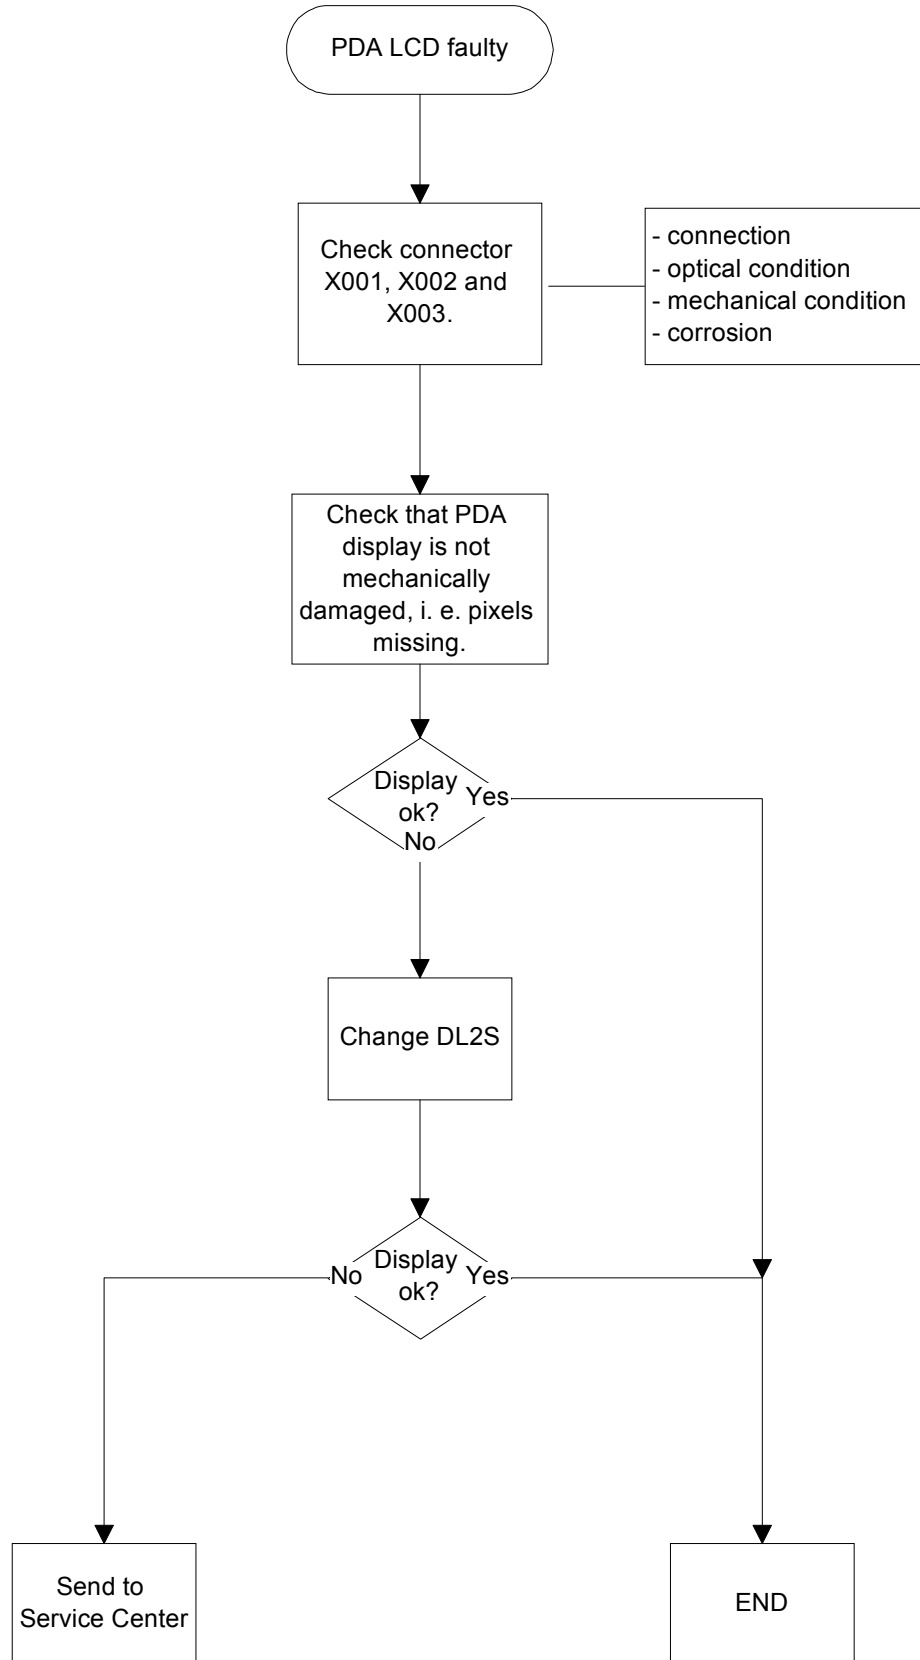 PDA LCD faulty
Check connector
X001, X002 and
X003.
- connection
- optical condition
- mechanical condition
- corrosion
Check that PDA
display is not
mechanically
damaged, i. e. pixels
missing.
Display
ok?
Yes
No
Change DL2S
Display
ok?
No
Yes
Send to
Service Center
END